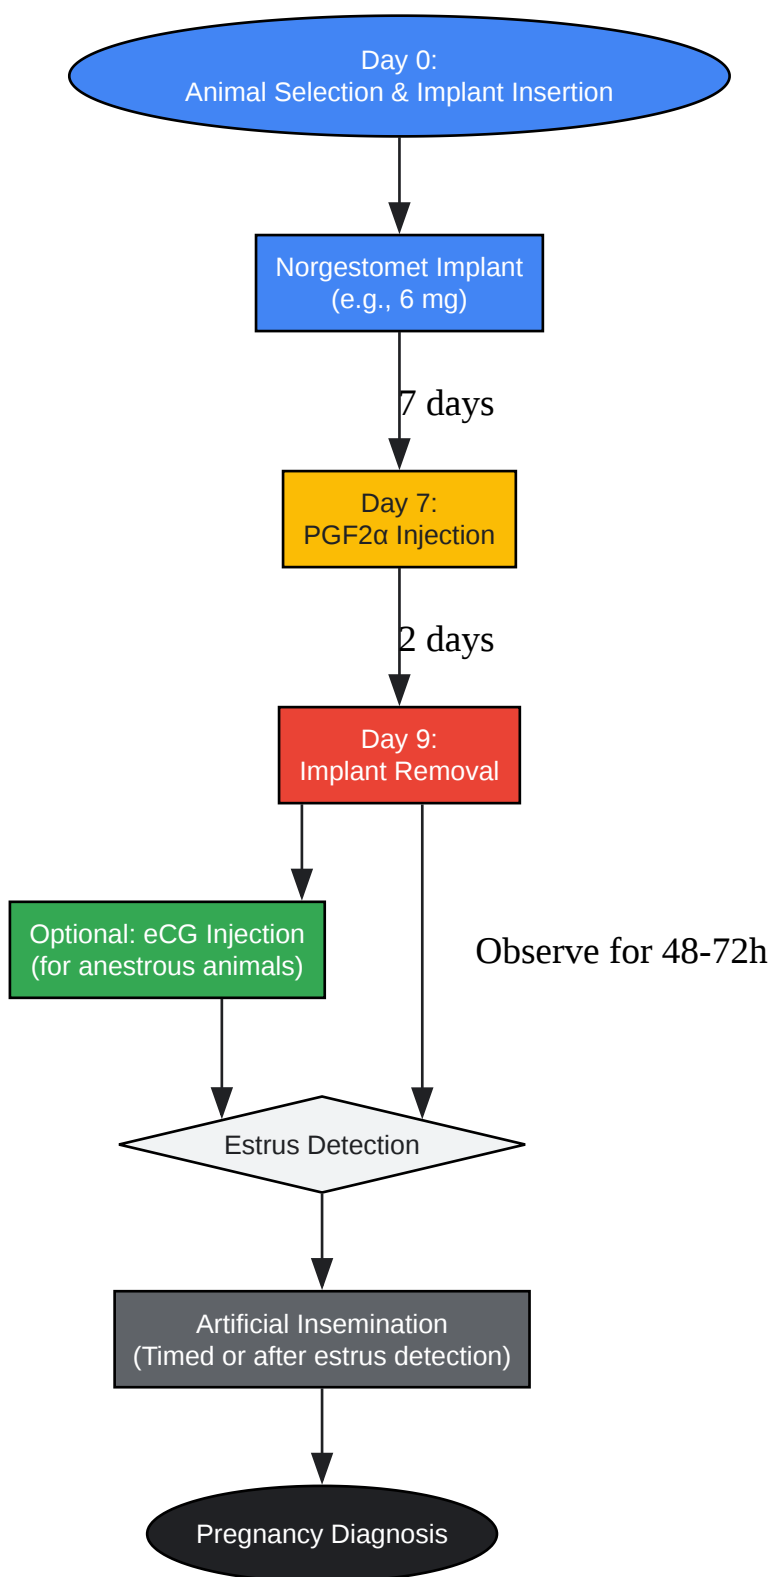 Day 0:
Animal Selection & Implant Insertion
Norgestomet Implant
(e.g., 6 mg)
7 days
Day 7:
PGF2α Injection
2 days
Day 9:
Implant Removal
Optional: eCG Injection
(for anestrous animals)
Observe for 48-72h
Estrus Detection
Artificial Insemination
(Timed or after estrus detection)
Pregnancy Diagnosis